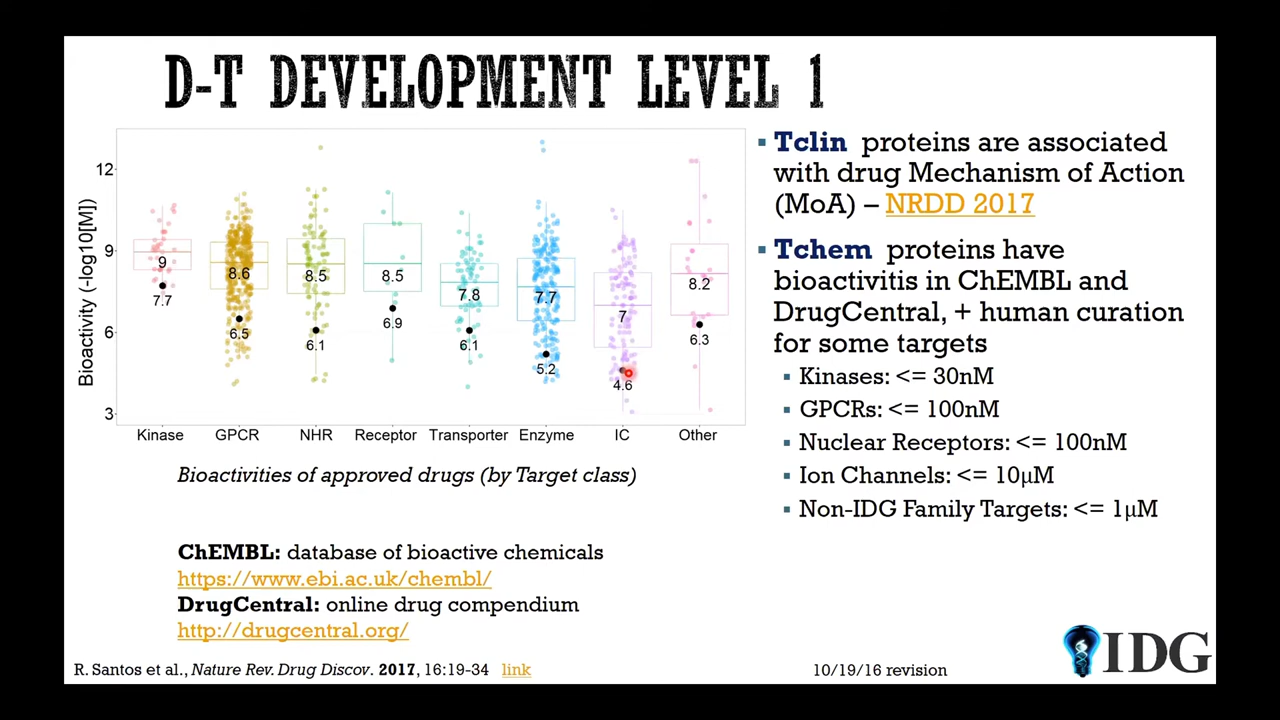 D-T DEVELOPMENT LEVEL 1
Bioactivity (-log10[M])
12
9
6
3
9
7.7
8.6
6.5
8.5
6.1
8.5
6.9
7.8
6.1
7.7
5.2
7
4.6
8.2
6.3
Kinase GPCR NHR Receptor Transporter Enzyme IC Other
Bioactivities of approved drugs (by Target class)
ChEMBL: database of bioactive chemicals
https://www.ebi.ac.uk/chembl/
DrugCentral: online drug compendium
http://drugcentral.org/
▪ Tclin proteins are associated
with drug Mechanism of Action
(MoA) – NRDD 2017
▪ Tchem proteins have
bioactivitis in ChEMBL and
DrugCentral, + human curation
for some targets
▪ Kinases: <= 30nM
▪ GPCRs: <= 100nM
▪ Nuclear Receptors: <= 100nM
▪ Ion Channels: <= 10μM
▪ Non-IDG Family Targets: <= 1μM
R. Santos et al., Nature Rev. Drug Discov. 2017, 16:19-34 link
10/19/16 revision
IDG